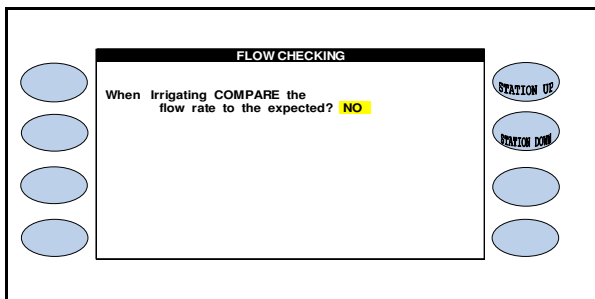 FLOW CHECKING
STATION UP
When Irrigating COMPARE the
flow rate to the expected? NO
STATION DOWN